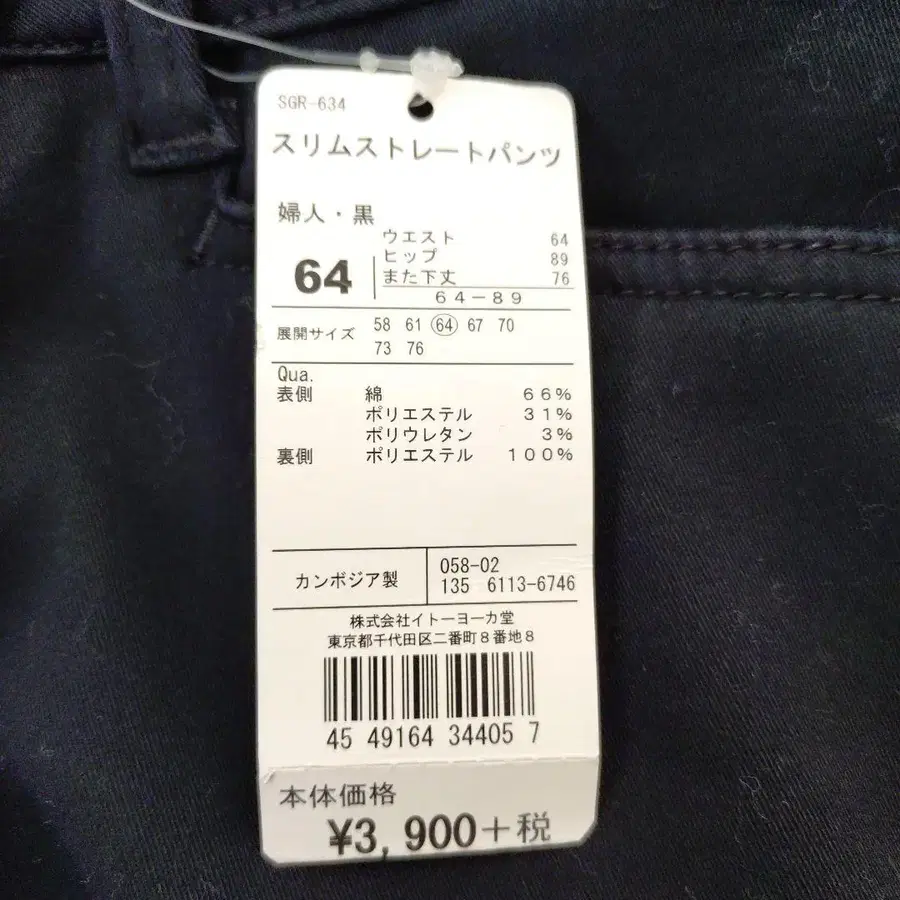 SGR-634
スリムストレートパンツ
婦人・黒
64
ウエスト 64
ヒップ 89
また下丈 76
64-89
展開サイズ 58 61 64 67 70
73 76
Qua.
表側 綿 66%
ポリエステル 31%
ポリウレタン 3%
裏側 ポリエステル 100%
カンボジア製
058-02
135 6113-6746
株式会社イトーヨーカ堂
東京都千代田区二番町8番地8
45 49164 34405 7
本体価格
¥3,900+税